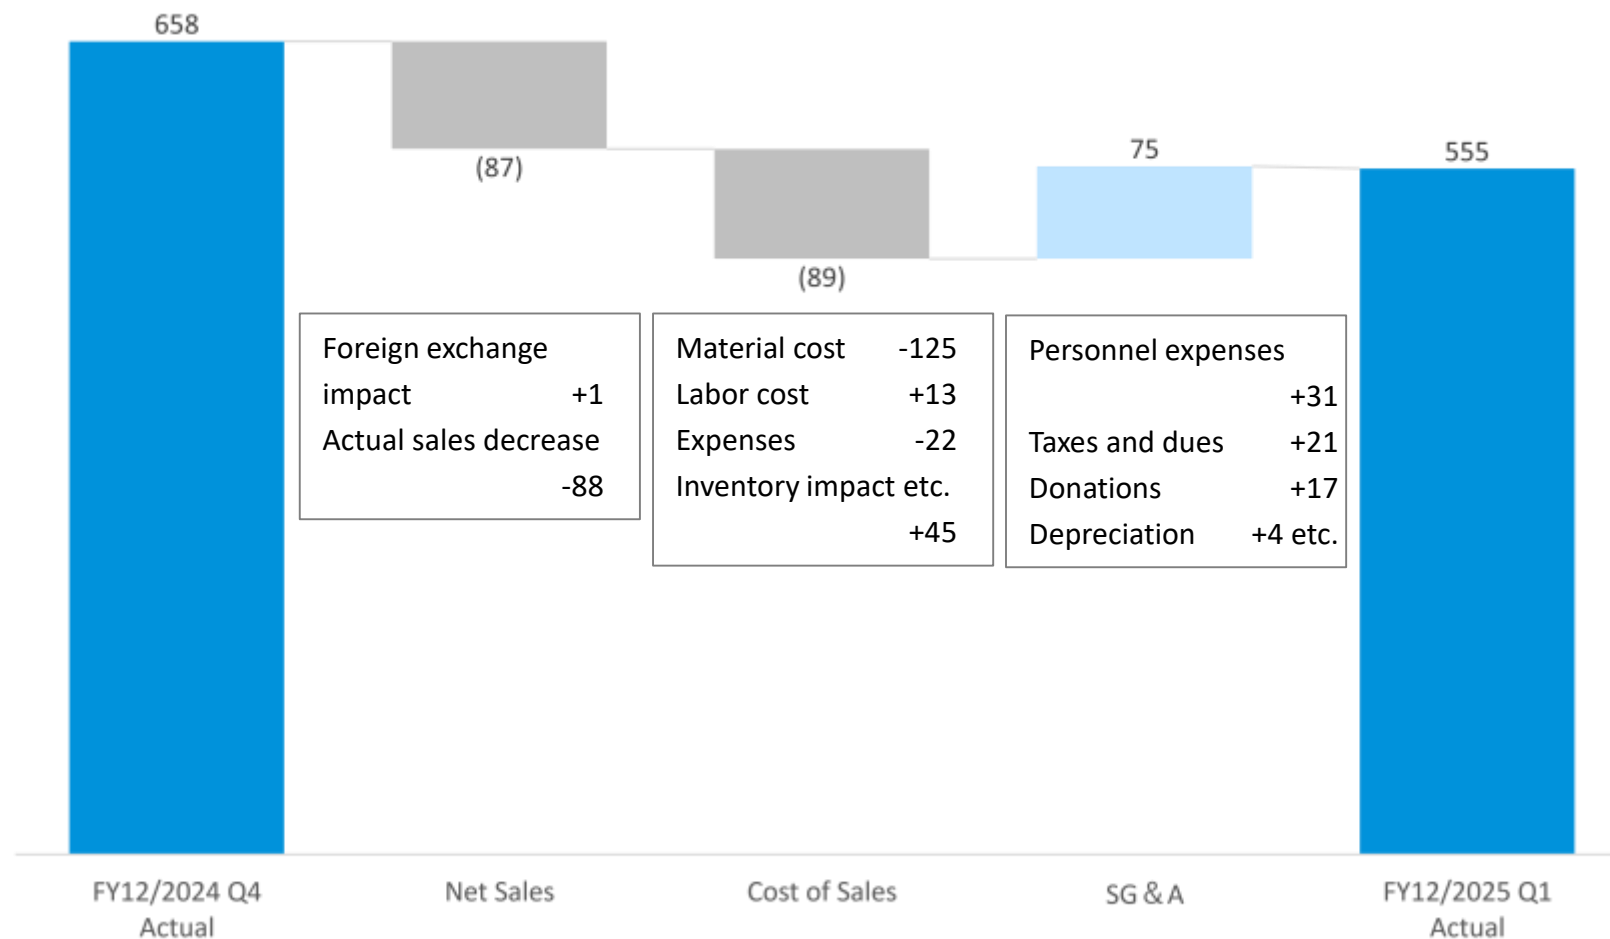 658
(87)
(89)
75
555
Foreign exchange
impact +1
Actual sales decrease
-88
Material cost -125
Labor cost +13
Expenses -22
Inventory impact etc.
+45
Personnel expenses
+31
Taxes and dues +21
Donations +17
Depreciation +4 etc.
FY12/2024 Q4
Actual
Net Sales
Cost of Sales
SG & A
FY12/2025 Q1
Actual